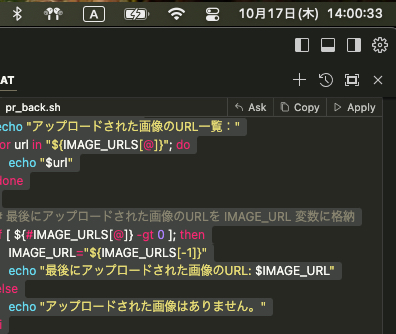 A 10月17日(木) 14:00:33
AT
pr_back.sh Ask Copy Apply
echo "アップロードされた画像のURL一覧："
or url in "${IMAGE_URLS[@]}"; do
echo "$url"
one
# 最後にアップロードされた画像のURLを IMAGE_URL 変数に格納
f [ ${#IMAGE_URLS[@]} -gt 0 ]; then
IMAGE_URL="${IMAGE_URLS[-1]}"
echo "最後にアップロードされた画像のURL: $IMAGE_URL"
else
echo "アップロードされた画像はありません。"
i